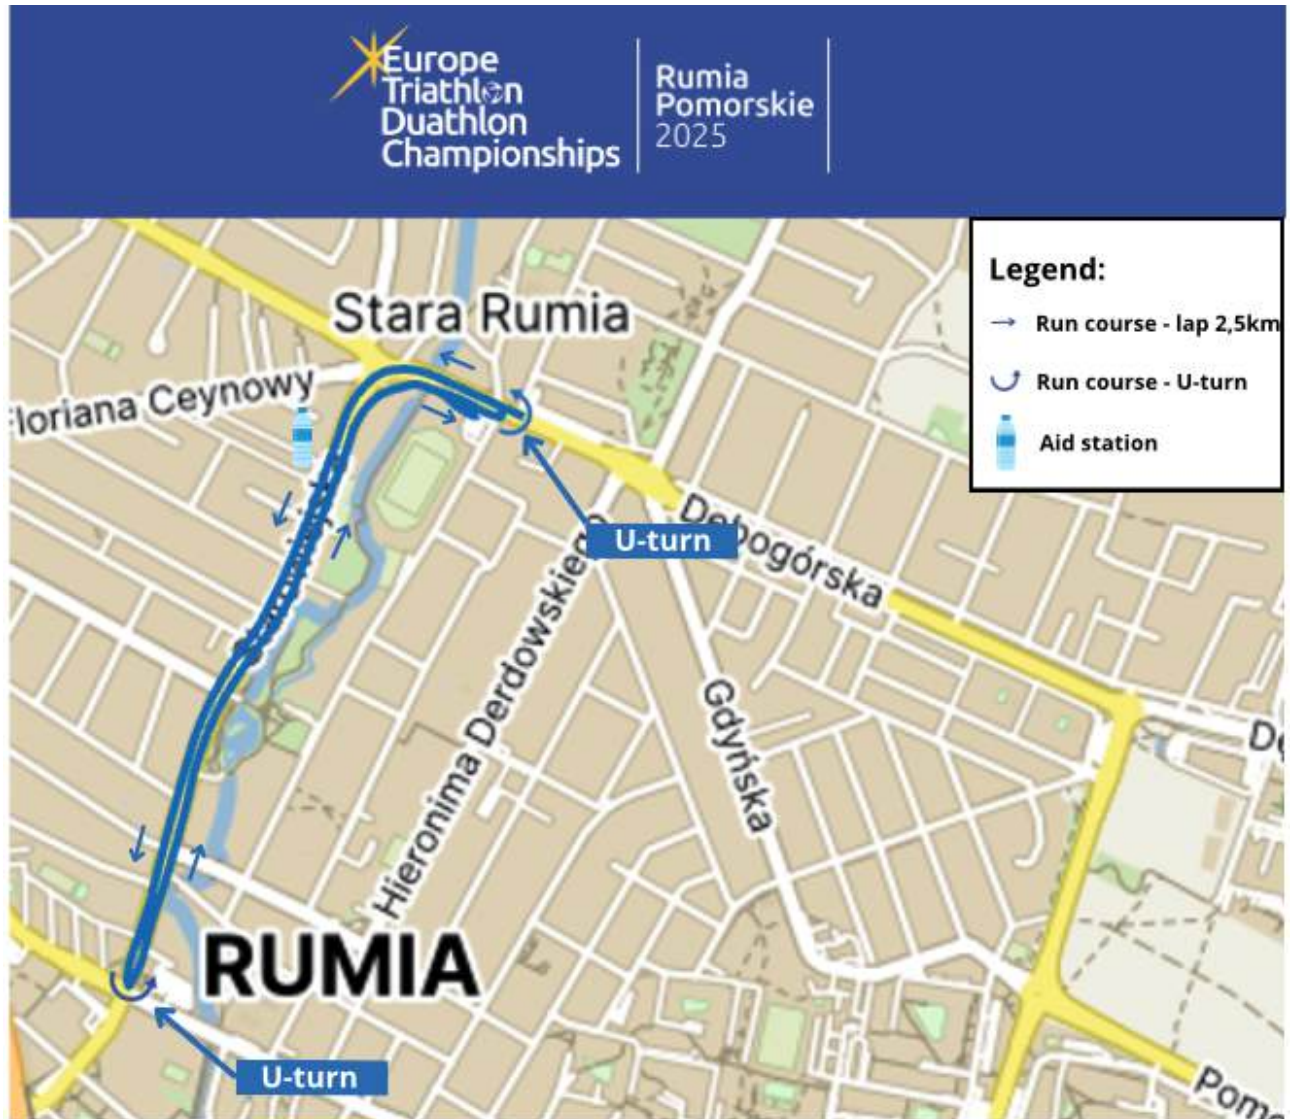 Europe
Triathlon
Duathlon
Championships
Rumia
Pomorskie
2025
Legend:
Run course - lap 2,5km
Run course - U-turn
Aid station
Stara Rumia
Floriana Ceynowy
U-turn
Dębogórska
Hieronima Derdowskiego
Gdyńska
RUMIA
U-turn